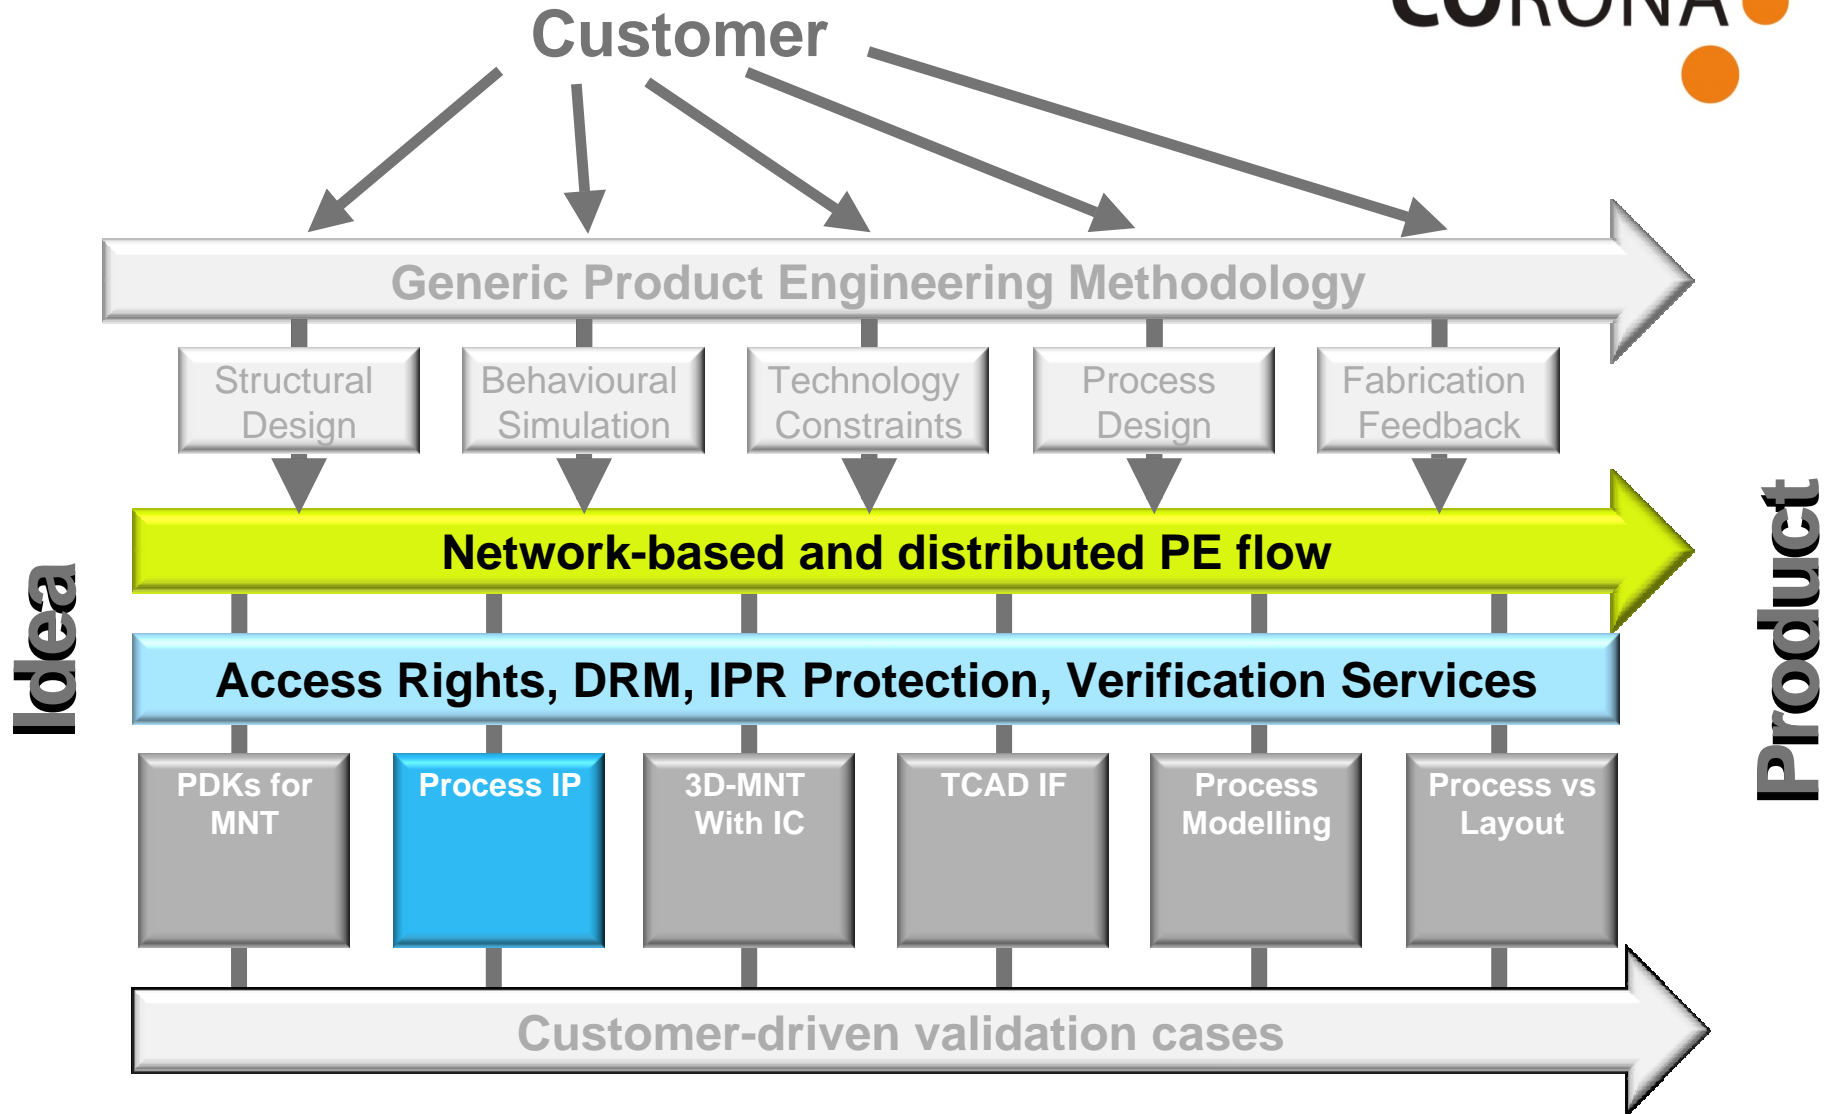 CORONA
Customer
Generic Product Engineering Methodology
Structural
Design
Behavioural
Simulation
Technology
Constraints
Process
Design
Fabrication
Feedback
Network-based and distributed PE flow
Idea
Product
Access Rights, DRM, IPR Protection, Verification Services
PDKs for
MNT
Process IP
3D-MNT
With IC
TCAD IF
Process
Modelling
Process vs
Layout
Customer-driven validation cases